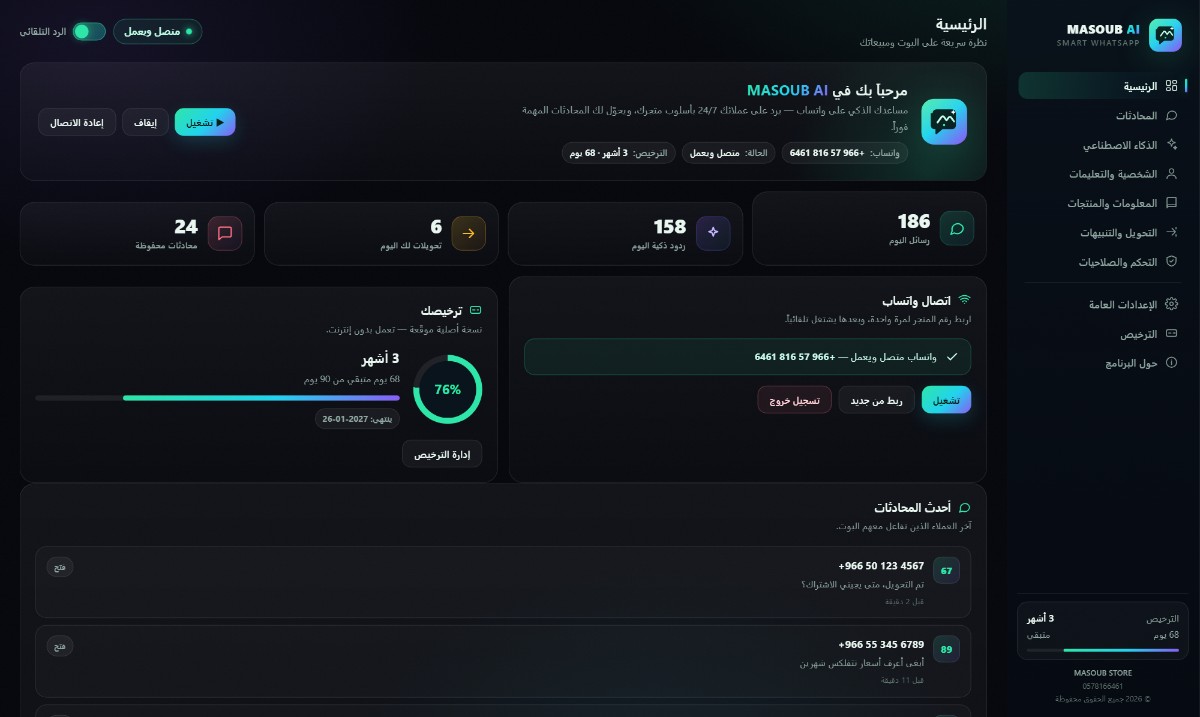 MASOUB AI
SMART WHATSAPP
الرئيسية
المحادثات
الذكاء الاصطناعي
الشخصية والتعليمات
المعلومات والمنتجات
التحويل والتنبيهات
التحكم والصلاحيات
الإعدادات العامة
الترخيص
حول البرنامج
الترخيص 3 أشهر
68 يوم متبقي
MASOUB STORE
0578166461
© 2026 جميع الحقوق محفوظة
الرئيسية
نظرة سريعة على البوت ومبيعاتك
متصل ويعمل
الرد التلقائي
مرحباً بك في MASOUB AI
مساعدك الذكي على واتساب — يرد على عملائك 24/7 بأسلوب متجرك، ويحوّل لك المحادثات المهمة
فوراً.
واتساب: +966 57 816 6461
الحالة: متصل ويعمل
الترخيص: 3 أشهر · 68 يوم
▶ تشغيل
إيقاف
إعادة الاتصال
186
رسائل اليوم
158
ردود ذكية اليوم
6
تحويلات لك اليوم
24
محادثات محفوظة
اتصال واتساب
اربط رقم المتجر لمرة واحدة، وبعدها يشتغل تلقائياً.
واتساب متصل ويعمل — +966 57 816 6461
تشغيل
ربط من جديد
تسجيل خروج
ترخيصك
نسخة أصلية موقّعة — تعمل بدون إنترنت.
76%
3 أشهر
68 يوم متبقي من 90 يوم
ينتهي: 2027-01-26
إدارة الترخيص
أحدث المحادثات
آخر العملاء الذين تفاعل معهم البوت.
67
+966 50 123 4567
تم التحويل، متى يجيني الاشتراك؟
قبل 2 دقيقة
فتح
89
+966 55 345 6789
أبغى أعرف أسعار نتفلكس شهرين
قبل 11 دقيقة
فتح